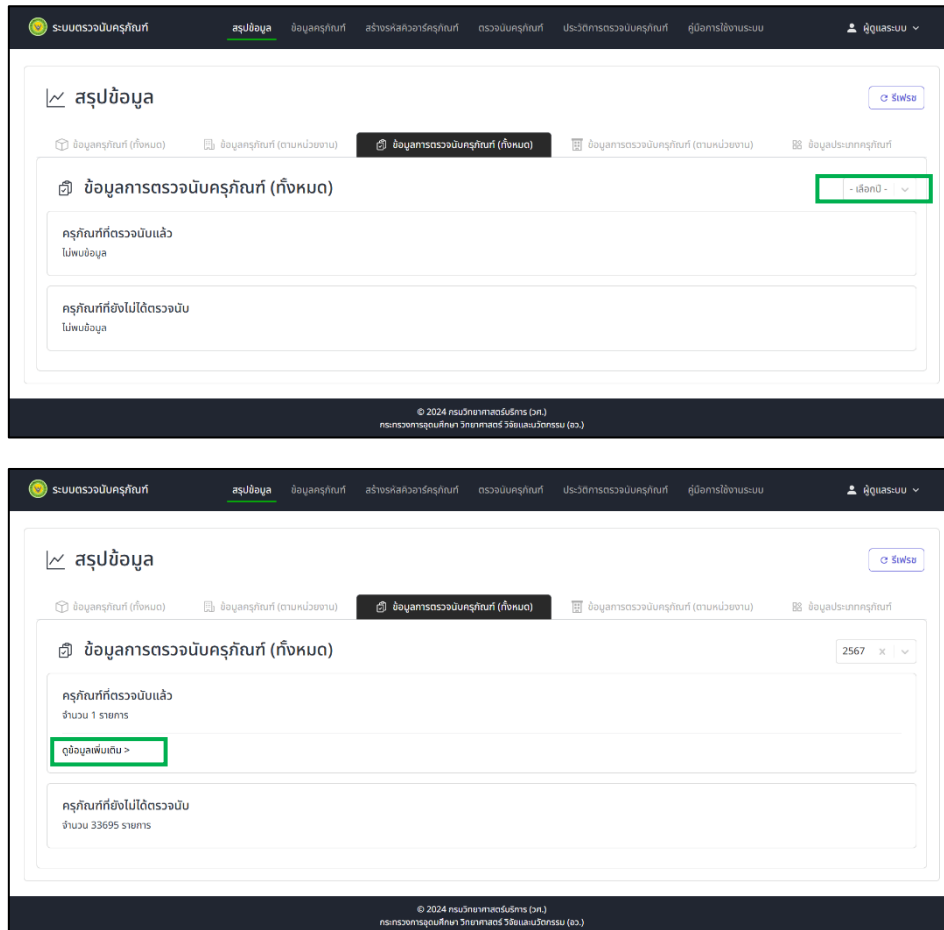 ระบบตรวจนับครุภัณฑ์ สรุปข้อมูล ข้อมูลครุภัณฑ์ สร้างรหัสคิวอาร์ครุภัณฑ์ ตรวจนับครุภัณฑ์ ประวัติการตรวจนับครุภัณฑ์ คู่มือการใช้งานระบบ ผู้ดูแลระบบ
สรุปข้อมูล รีเฟรช
ข้อมูลครุภัณฑ์ (ทั้งหมด) ข้อมูลครุภัณฑ์ (ตามหน่วยงาน) ข้อมูลการตรวจนับครุภัณฑ์ (ทั้งหมด) ข้อมูลการตรวจนับครุภัณฑ์ (ตามหน่วยงาน) ข้อมูลประเภทครุภัณฑ์
ข้อมูลการตรวจนับครุภัณฑ์ (ทั้งหมด) - เลือกปี -
ครุภัณฑ์ที่ตรวจนับแล้ว
ไม่พบข้อมูล
ครุภัณฑ์ที่ยังไม่ได้ตรวจนับ
ไม่พบข้อมูล
© 2024 กรมวิทยาศาสตร์บริการ (วศ.)
กระทรวงการอุดมศึกษา วิทยาศาสตร์ วิจัยและนวัตกรรม (อว.)
ระบบตรวจนับครุภัณฑ์ สรุปข้อมูล ข้อมูลครุภัณฑ์ สร้างรหัสคิวอาร์ครุภัณฑ์ ตรวจนับครุภัณฑ์ ประวัติการตรวจนับครุภัณฑ์ คู่มือการใช้งานระบบ ผู้ดูแลระบบ
สรุปข้อมูล รีเฟรช
ข้อมูลครุภัณฑ์ (ทั้งหมด) ข้อมูลครุภัณฑ์ (ตามหน่วยงาน) ข้อมูลการตรวจนับครุภัณฑ์ (ทั้งหมด) ข้อมูลการตรวจนับครุภัณฑ์ (ตามหน่วยงาน) ข้อมูลประเภทครุภัณฑ์
ข้อมูลการตรวจนับครุภัณฑ์ (ทั้งหมด) 2567
ครุภัณฑ์ที่ตรวจนับแล้ว
จำนวน 1 รายการ
ดูข้อมูลเพิ่มเติม >
ครุภัณฑ์ที่ยังไม่ได้ตรวจนับ
จำนวน 33695 รายการ
© 2024 กรมวิทยาศาสตร์บริการ (วศ.)
กระทรวงการอุดมศึกษา วิทยาศาสตร์ วิจัยและนวัตกรรม (อว.)